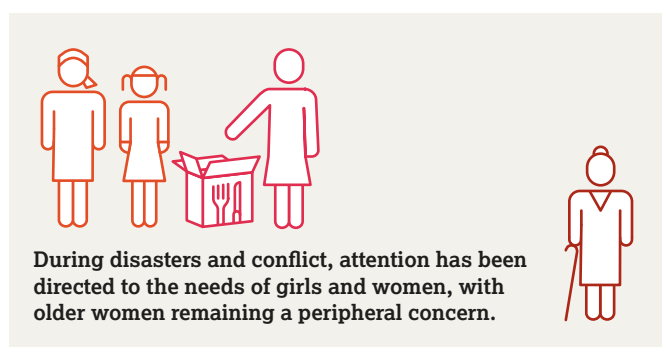 During disasters and conflict, attention has been
directed to the needs of girls and women, with
older women remaining a peripheral concern.